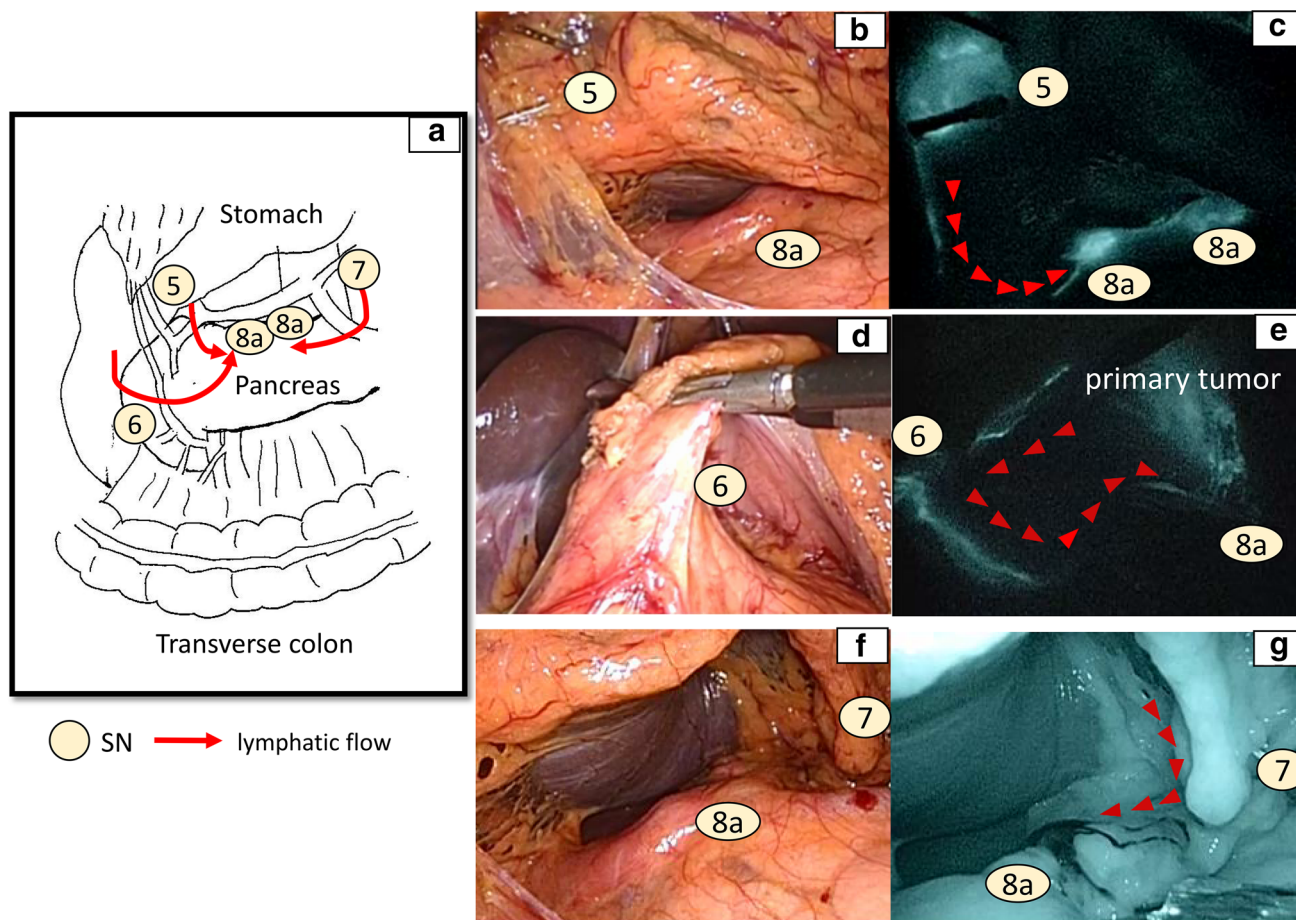 a
Stomach
5
7
8a
8a
Pancreas
6
Transverse colon
SN
lymphatic flow
b
5
8a
c
5
8a
8a
d
6
e
primary tumor
6
8a
f
7
8a
g
7
8a